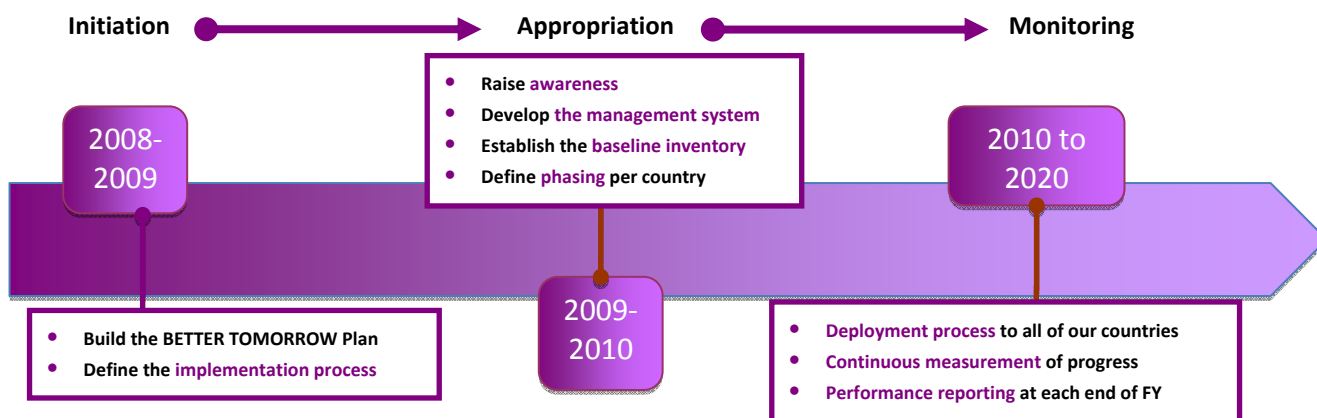 Initiation
Appropriation
Monitoring
• Raise awareness
• Develop the management system
• Establish the baseline inventory
• Define phasing per country
2008-
2009
2010 to
2020
• Build the BETTER TOMORROW Plan
• Define the implementation process
2009-
2010
• Deployment process to all of our countries
• Continuous measurement of progress
• Performance reporting at each end of FY